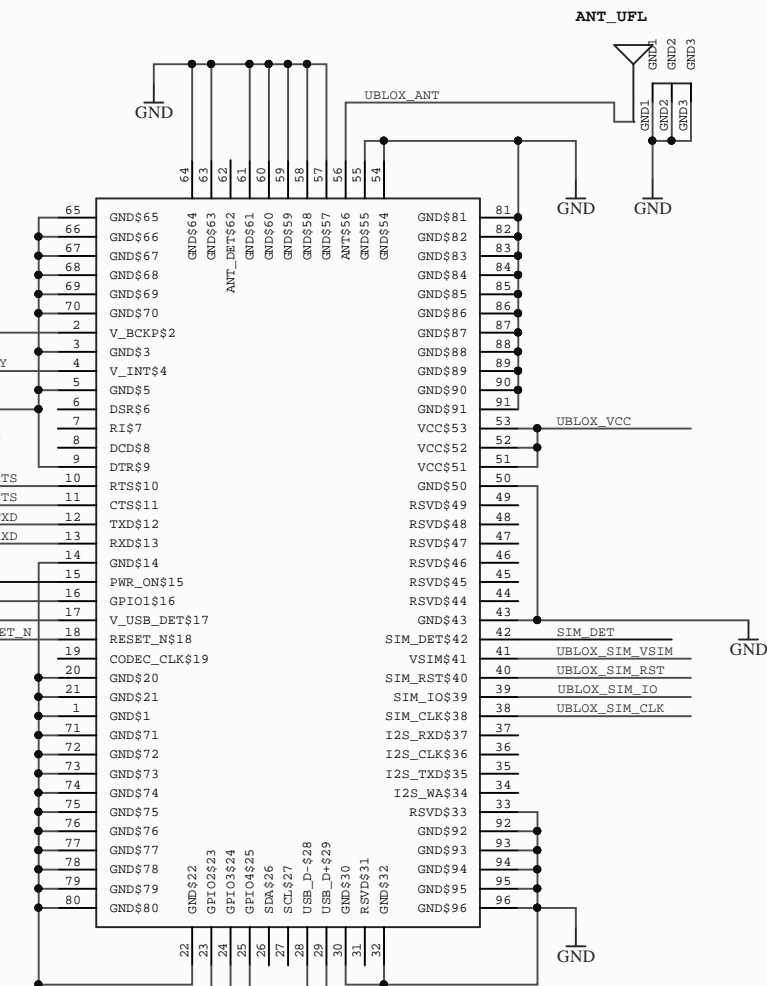 ANT_UFL
GND1
GND2
GND3
UBLOX_ANT
GND1
GND2
GND3
GND
GND
GND
64
63
62
61
60
59
58
57
56
55
54
GND$64
GND$63
ANT_DET$62
GND$61
GND$60
GND$59
GND$58
GND$57
ANT$56
GND$55
GND$54
65 GND$65 GND$81 81
66 GND$66 GND$82 82
67 GND$67 GND$83 83
68 GND$68 GND$84 84
69 GND$69 GND$85 85
70 GND$70 GND$86 86
2 V_BCKP$2 GND$87 87
3 GND$3 GND$88 88
Y 4 V_INT$4 GND$89 89
5 GND$5 GND$90 90
6 DSR$6 GND$91 91
7 RI$7 VCC$53 53 UBLOX_VCC
8 DCD$8 VCC$52 52
9 DTR$9 VCC$51 51
TS 10 RTS$10 GND$50 50
TS 11 CTS$11 RSVD$49 49
XD 12 TXD$12 RSVD$48 48
XD 13 RXD$13 RSVD$47 47
14 GND$14 RSVD$46 46
15 PWR_ON$15 RSVD$45 45
16 GPIO1$16 RSVD$44 44
17 V_USB_DET$17 GND$43 43
ET_N 18 RESET_N$18 SIM_DET$42 42 SIM_DET
GND
19 CODEC_CLK$19 VSIM$41 41 UBLOX_SIM_VSIM
20 GND$20 SIM_RST$40 40 UBLOX_SIM_RST
21 GND$21 SIM_IO$39 39 UBLOX_SIM_IO
1 GND$1 SIM_CLK$38 38 UBLOX_SIM_CLK
71 GND$71 I2S_RXD$37 37
72 GND$72 I2S_CLK$36 36
73 GND$73 I2S_TXD$35 35
74 GND$74 I2S_WA$34 34
75 GND$75 RSVD$33 33
76 GND$76 GND$92 92
77 GND$77 GND$93 93
78 GND$78 GND$94 94
79 GND$79 GND$95 95
80 GND$80 GND$96 96
GND$22
GPIO2$23
GPIO3$24
GPIO4$25
SDA$26
SCL$27
USB_D-$28
USB_D+$29
GND$30
RSVD$31
GND$32
22
23
24
25
26
27
28
29
30
31
32
GND